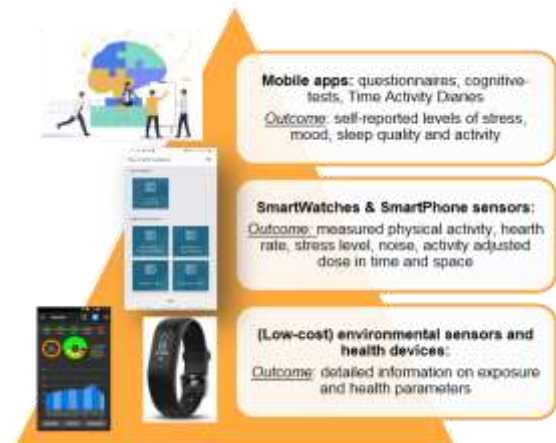 Mobile apps: questionnaires, cognitive-
tests, Time Activity Diaries
Outcome: self-reported levels of stress,
mood, sleep quality and activity
SmartWatches & SmartPhone sensors:
Outcome: measured physical activity, hearth
rate, stress level, noise, activity adjusted
dose in time and space
(Low-cost) environmental sensors and
health devices:
Outcome: detailed information on exposure
and health parameters